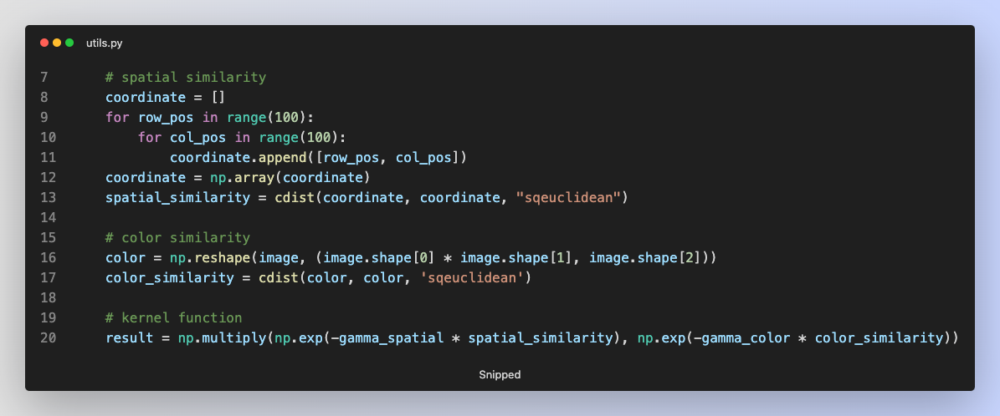 utils.py
7 # spatial similarity
8 coordinate = []
9 for row_pos in range(100):
10 for col_pos in range(100):
11 coordinate.append([row_pos, col_pos])
12 coordinate = np.array(coordinate)
13 spatial_similarity = cdist(coordinate, coordinate, "sqeuclidean")
14
15 # color similarity
16 color = np.reshape(image, (image.shape[0] * image.shape[1], image.shape[2]))
17 color_similarity = cdist(color, color, 'sqeuclidean')
18
19 # kernel function
20 result = np.multiply(np.exp(-gamma_spatial * spatial_similarity), np.exp(-gamma_color * color_similarity))
Snipped